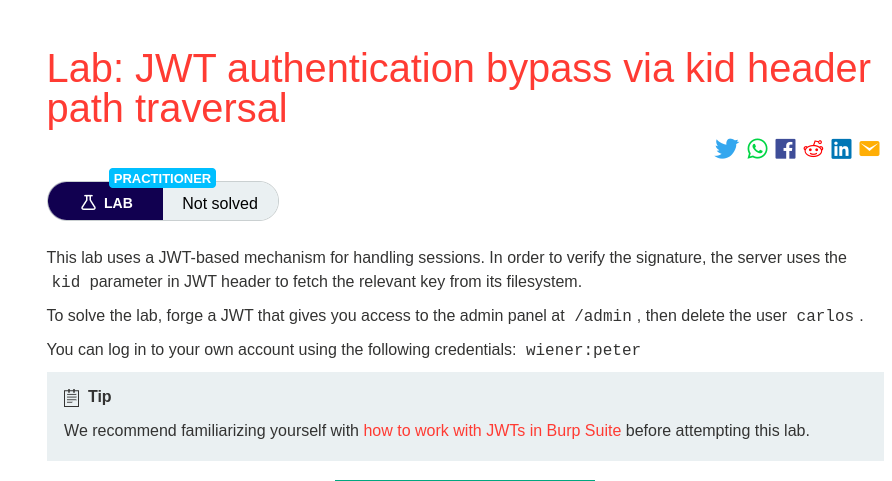 Lab: JWT authentication bypass via kid header
path traversal
PRACTITIONER
LAB Not solved
This lab uses a JWT-based mechanism for handling sessions. In order to verify the signature, the server uses the
kid parameter in JWT header to fetch the relevant key from its filesystem.
To solve the lab, forge a JWT that gives you access to the admin panel at /admin , then delete the user carlos .
You can log in to your own account using the following credentials: wiener:peter
Tip
We recommend familiarizing yourself with how to work with JWTs in Burp Suite before attempting this lab.